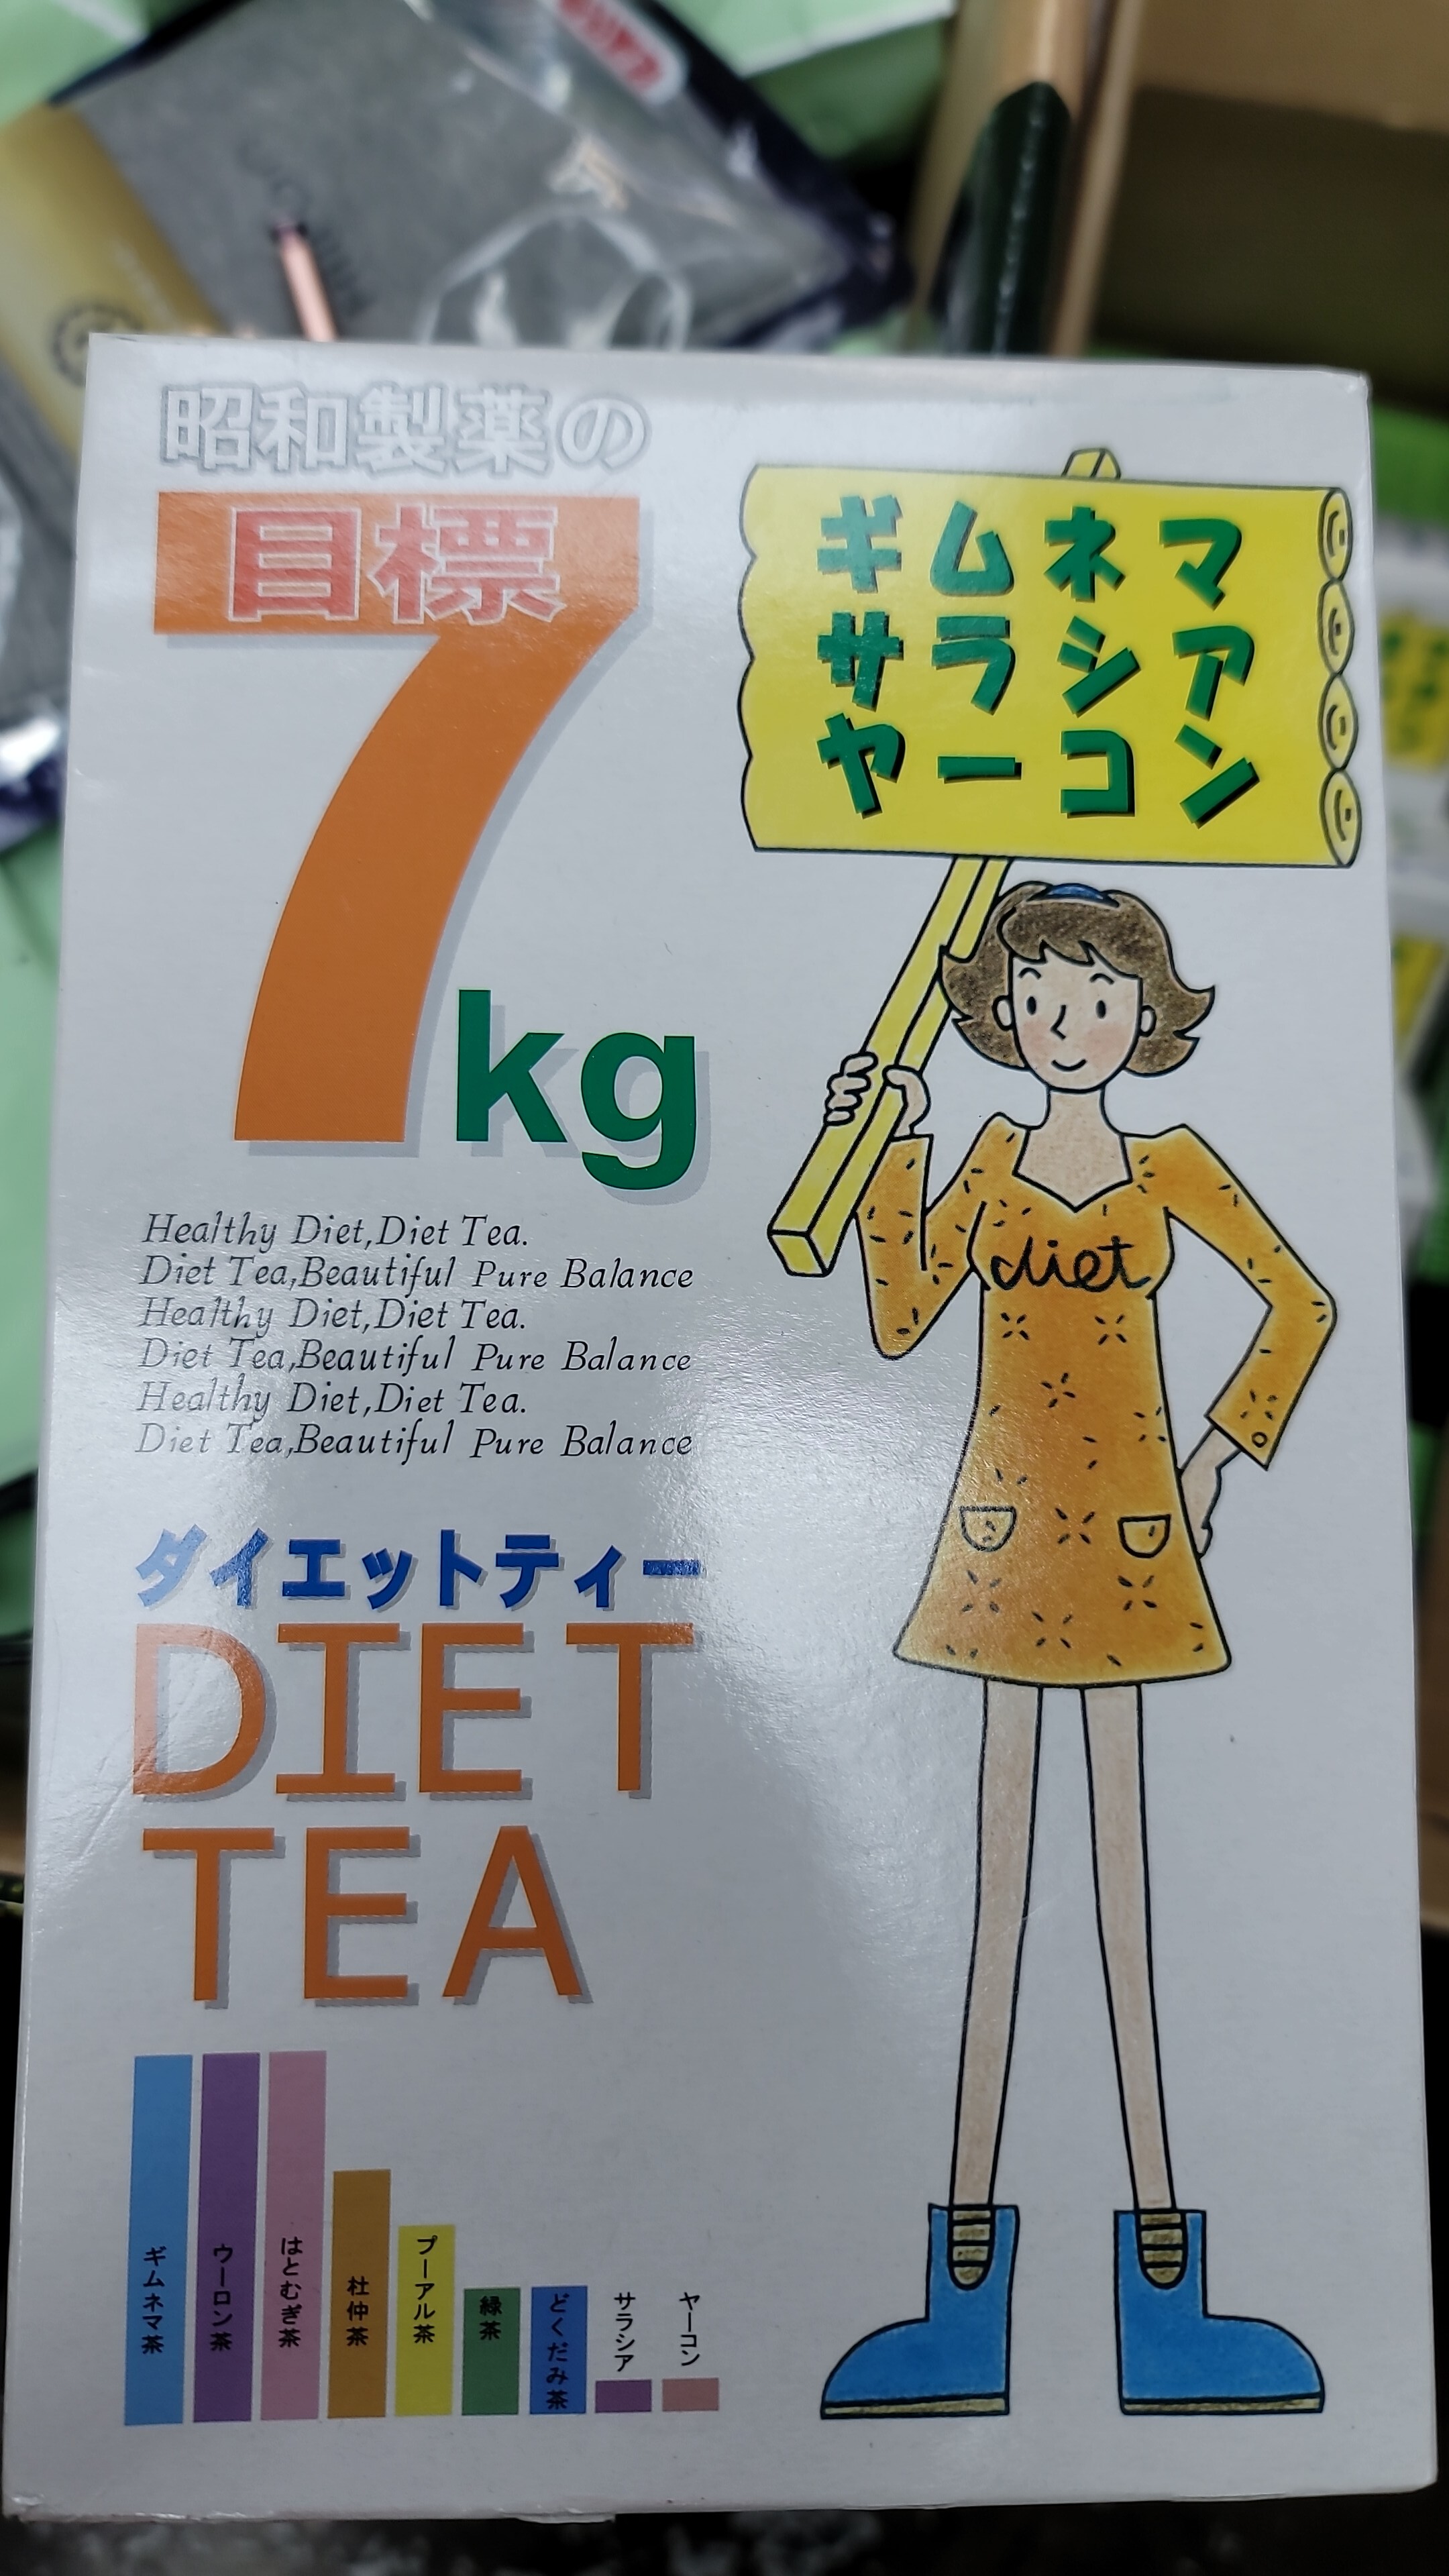 昭和製薬の
目標
7kg
ギムネマ
サラシア
ヤーコン
diet
Healthy Diet,Diet Tea.
Diet Tea,Beautiful Pure Balance
Healthy Diet,Diet Tea.
Diet Tea,Beautiful Pure Balance
Healthy Diet,Diet Tea.
Diet Tea,Beautiful Pure Balance
ダイエットティー
DIET
TEA
ギムネマ茶
ウーロン茶
はとむぎ茶
杜仲茶
プーアル茶
緑茶
どくだみ茶
サラシア
ヤーコン